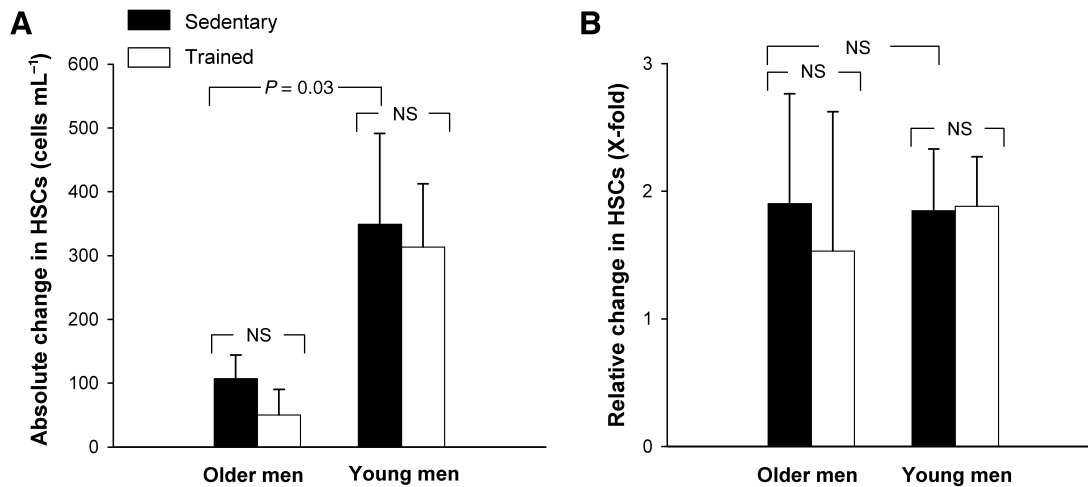 A
Sedentary
Trained
Absolute change in HSCs (cells mL⁻¹)
600
500
400
300
200
100
0
P = 0.03
NS
NS
Older men
Young men
B
Relative change in HSCs (X-fold)
3
2
1
0
NS
NS
NS
Older men
Young men